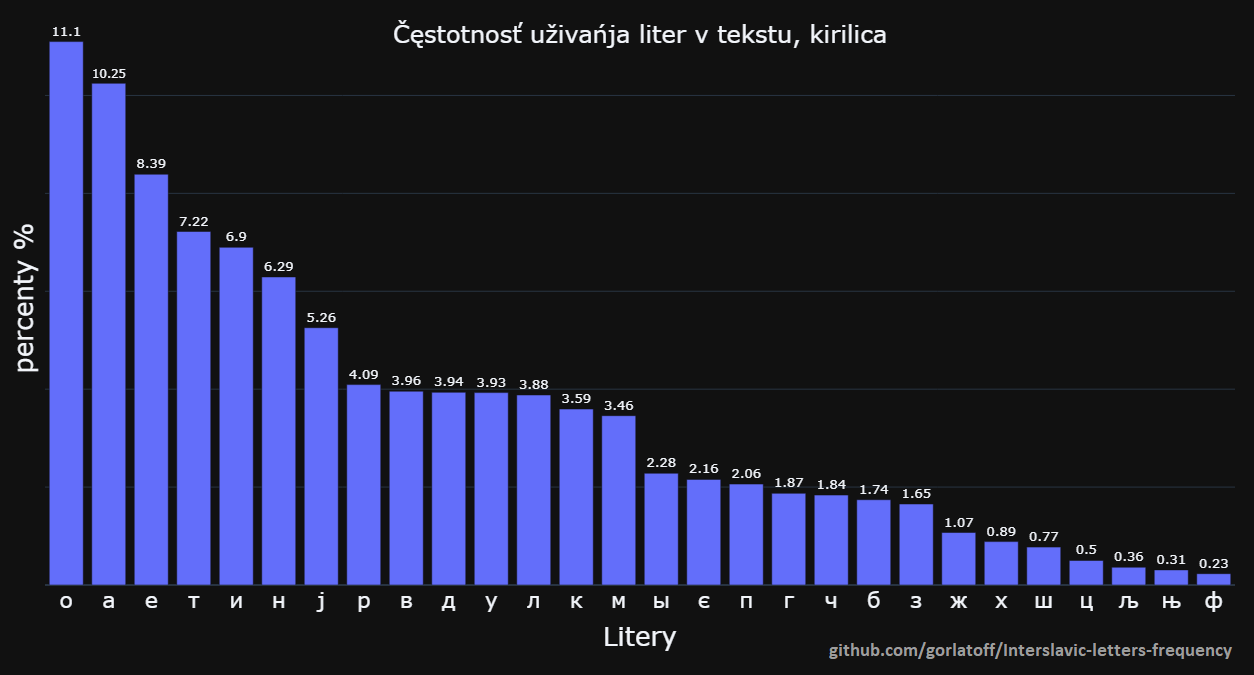 Čęstotnosť uživańja liter v tekstu, kirilica
percenty %
11.1 10.25 8.39 7.22 6.9 6.29 5.26 4.09 3.96 3.94 3.93 3.88 3.59 3.46 2.28 2.16 2.06 1.87 1.84 1.74 1.65 1.07 0.89 0.77 0.5 0.36 0.31 0.23
о а е т и н ј р в д у л к м ы є п г ч б з ж х ш ц љ њ ф
Litery
github.com/gorlatoff/Interslavic-letters-frequency